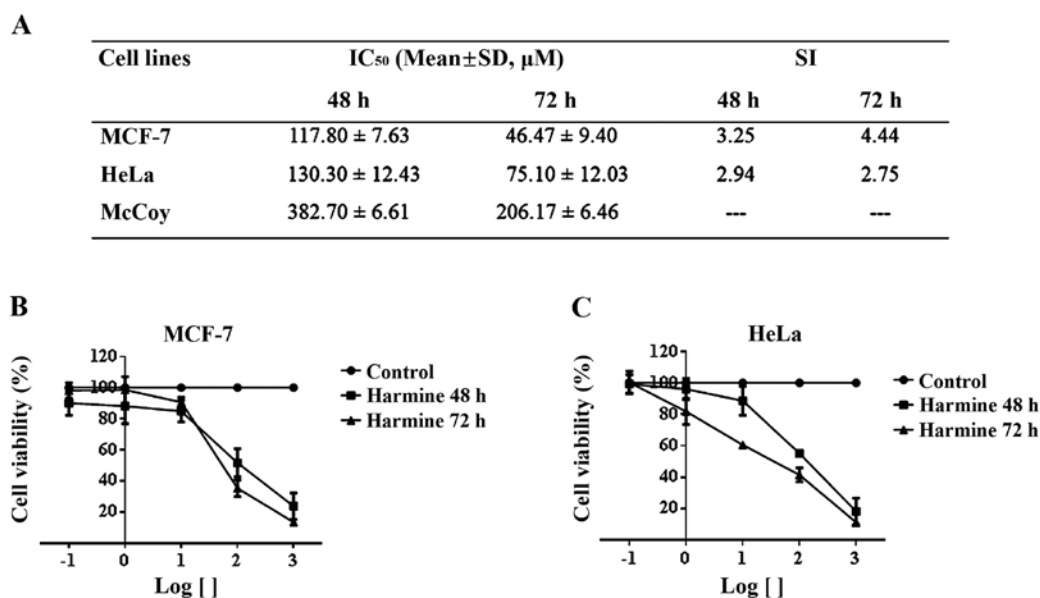 A
Cell lines IC₅₀ (Mean±SD, μM) SI
48 h 72 h 48 h 72 h
MCF-7 117.80 ± 7.63 46.47 ± 9.40 3.25 4.44
HeLa 130.30 ± 12.43 75.10 ± 12.03 2.94 2.75
McCoy 382.70 ± 6.61 206.17 ± 6.46 --- ---
B
MCF-7
Cell viability (%)
120
100
80
60
40
20
-1 0 1 2 3
Log [ ]
Control
Harmine 48 h
Harmine 72 h
C
HeLa
Cell viability (%)
120
100
80
60
40
20
-1 0 1 2 3
Log [ ]
Control
Harmine 48 h
Harmine 72 h